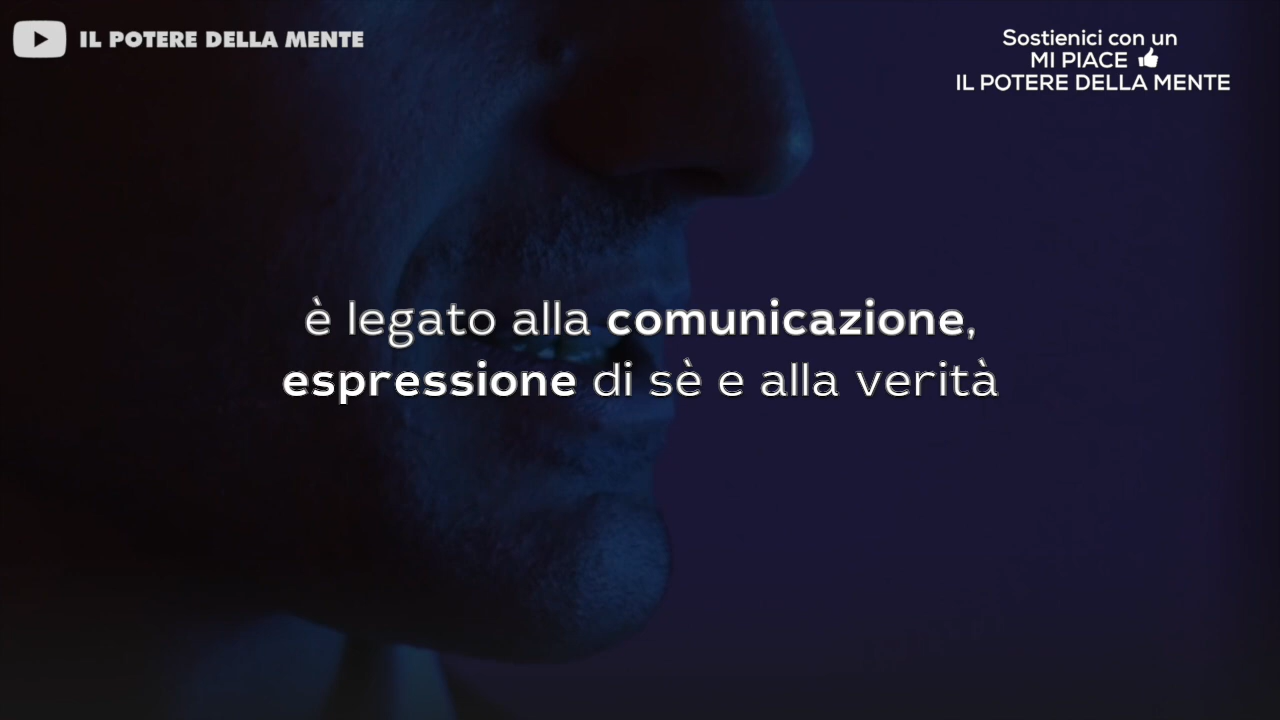 IL POTERE DELLA MENTE
Sostienici con un
MI PIACE
IL POTERE DELLA MENTE
è legato alla comunicazione,
espressione di sè e alla verità